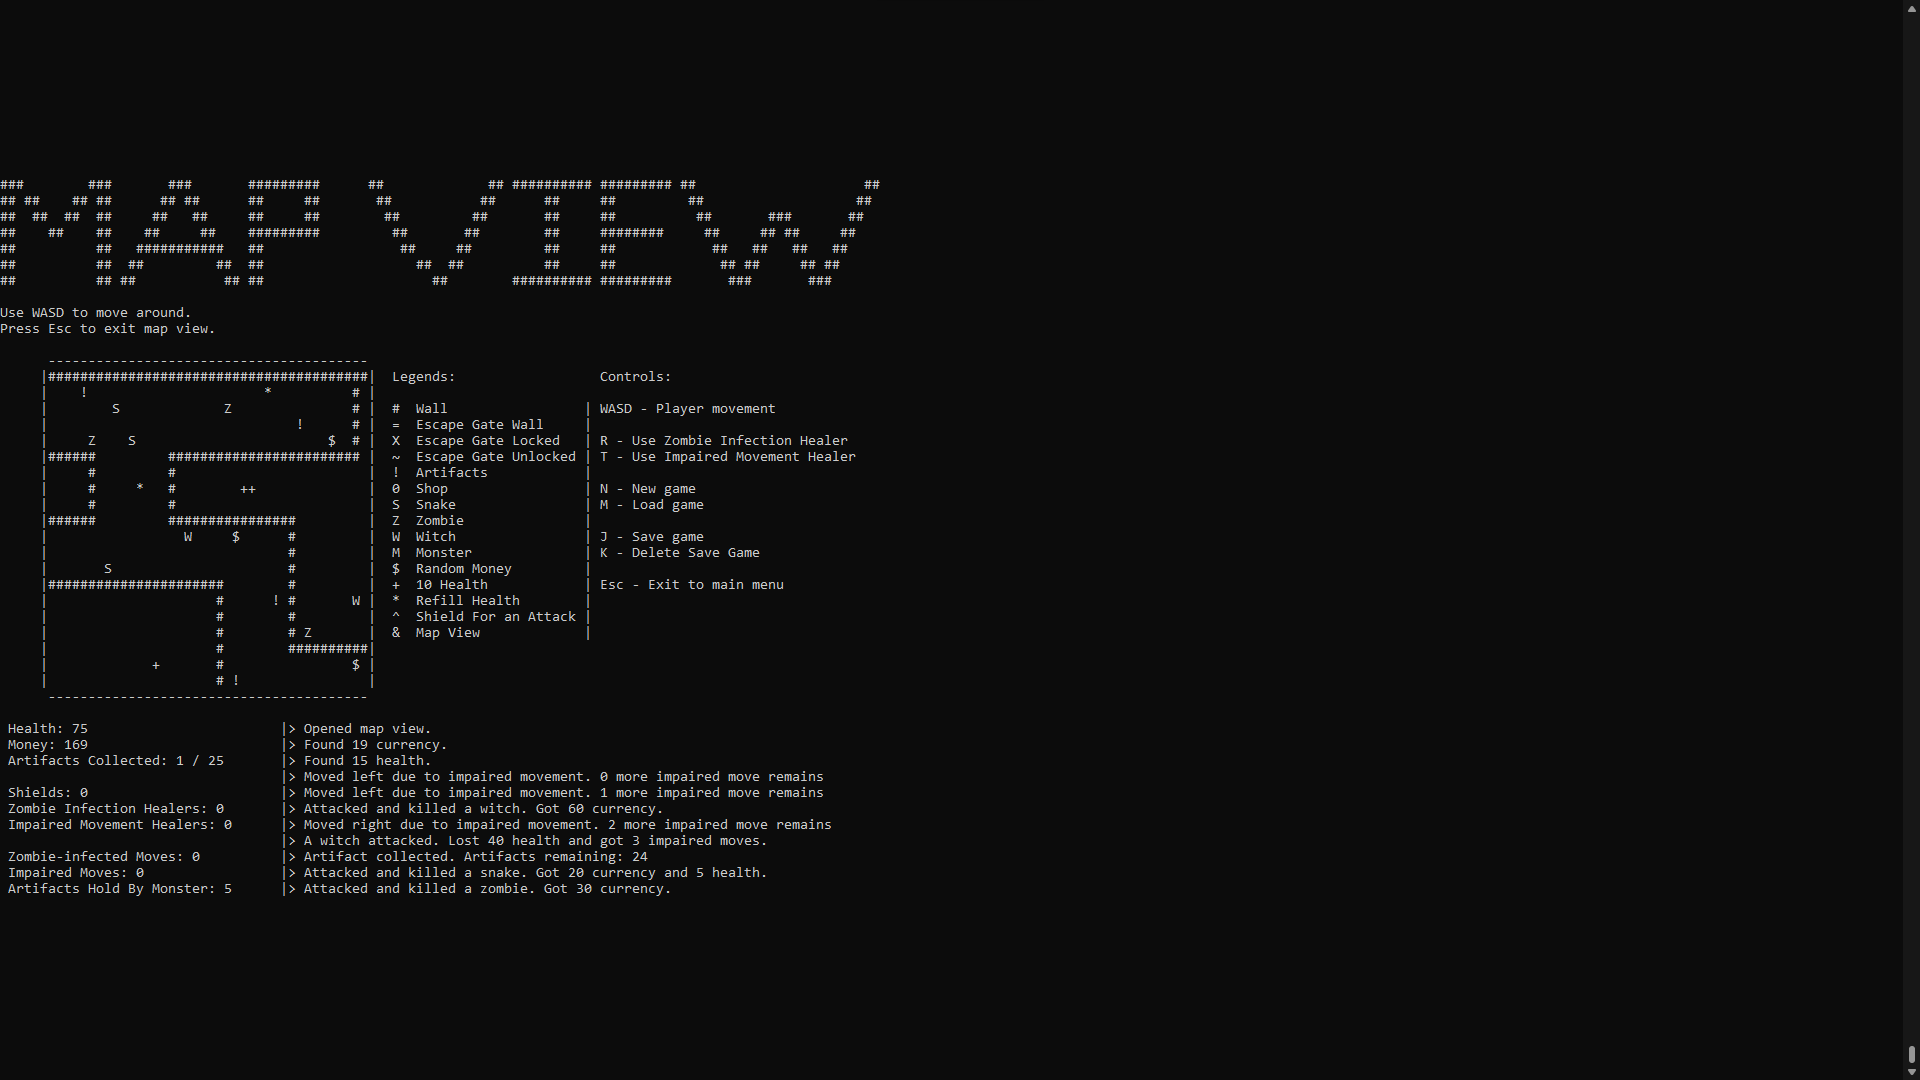 ###         ###       ###       #########      ##             ## ########## ######### ##                     ##
## ##    ## ##      ## ##      ##     ##       ##           ##      ##     ##         ##                   ##
##  ##  ##  ##     ##   ##     ##     ##        ##         ##       ##     ##          ##       ###       ##
##    ##    ##    ##     ##    #########         ##       ##        ##     ########     ##     ## ##     ##
##          ##   ###########   ##                 ##     ##         ##     ##            ##   ##   ##   ##
##          ##  ##         ##  ##                   ##  ##          ##     ##             ## ##     ## ##
##          ## ##           ## ##                     ##        ########## #########       ###       ###
Use WASD to move around.
Press Esc to exit map view.
      ----------------------------------------
     |########################################|  Legends:                  Controls:
     |    !                      *          # |
     |        S             Z               # |  #  Wall                 | WASD - Player movement
     |                               !      # |  =  Escape Gate Wall     |
     |     Z    S                        $  # |  X  Escape Gate Locked   | R - Use Zombie Infection Healer
     |######         ######################## |  ~  Escape Gate Unlocked | T - Use Impaired Movement Healer
     |     #         #                        |  !  Artifacts            |
     |     #     *   #        ++              |  0  Shop                 | N - New game
     |     #         #                        |  S  Snake                | M - Load game
     |######         ################         |  Z  Zombie               |
     |                 W     $      #         |  W  Witch                | J - Save game
     |                              #         |  M  Monster              | K - Delete Save Game
     |       S                      #         |  $  Random Money         |
     |######################        #         |  +  10 Health            | Esc - Exit to main menu
     |                     #      ! #       W |  *  Refill Health        |
     |                     #        #         |  ^  Shield For an Attack |
     |                     #        # Z       |  &  Map View             |
     |                     #        ##########|
     |             +       #                $ |
     |                     # !                |
      ----------------------------------------
 Health: 75                        |> Opened map view.
 Money: 169                        |> Found 19 currency.
 Artifacts Collected: 1 / 25       |> Found 15 health.
                                   |> Moved left due to impaired movement. 0 more impaired move remains
 Shields: 0                        |> Moved left due to impaired movement. 1 more impaired move remains
 Zombie Infection Healers: 0       |> Attacked and killed a witch. Got 60 currency.
 Impaired Movement Healers: 0      |> Moved right due to impaired movement. 2 more impaired move remains
                                   |> A witch attacked. Lost 40 health and got 3 impaired moves.
 Zombie-infected Moves: 0          |> Artifact collected. Artifacts remaining: 24
 Impaired Moves: 0                 |> Attacked and killed a snake. Got 20 currency and 5 health.
 Artifacts Hold By Monster: 5      |> Attacked and killed a zombie. Got 30 currency.